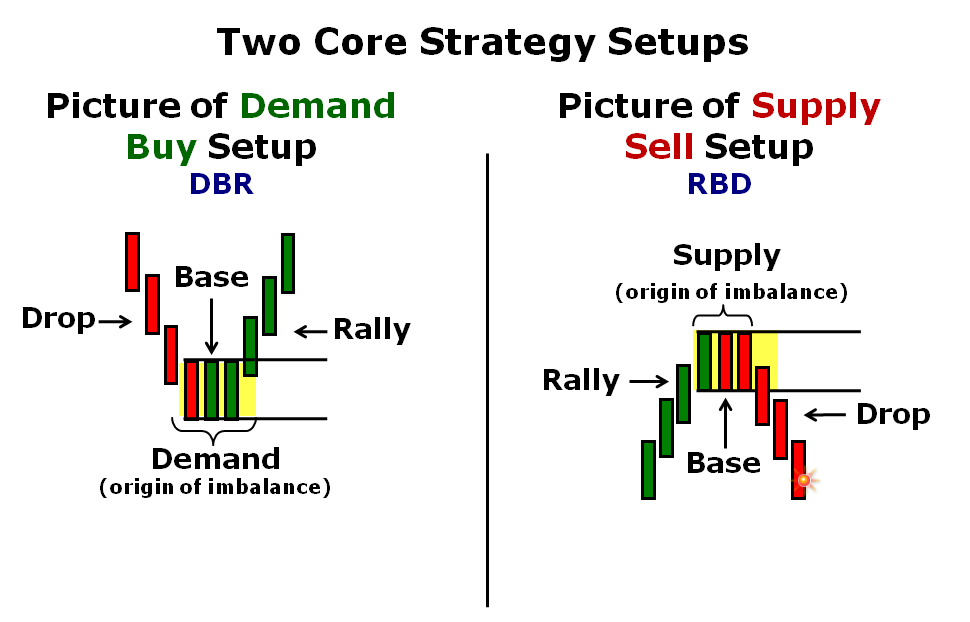 Two Core Strategy Setups
Picture of Demand
Buy Setup
DBR
Base
Drop
Rally
Demand
(origin of imbalance)
Picture of Supply
Sell Setup
RBD
Supply
(origin of imbalance)
Rally
Drop
Base